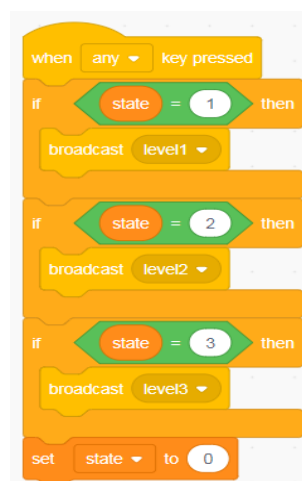 when any key pressed
if state = 1 then
broadcast level1
if state = 2 then
broadcast level2
if state = 3 then
broadcast level3
set state to 0